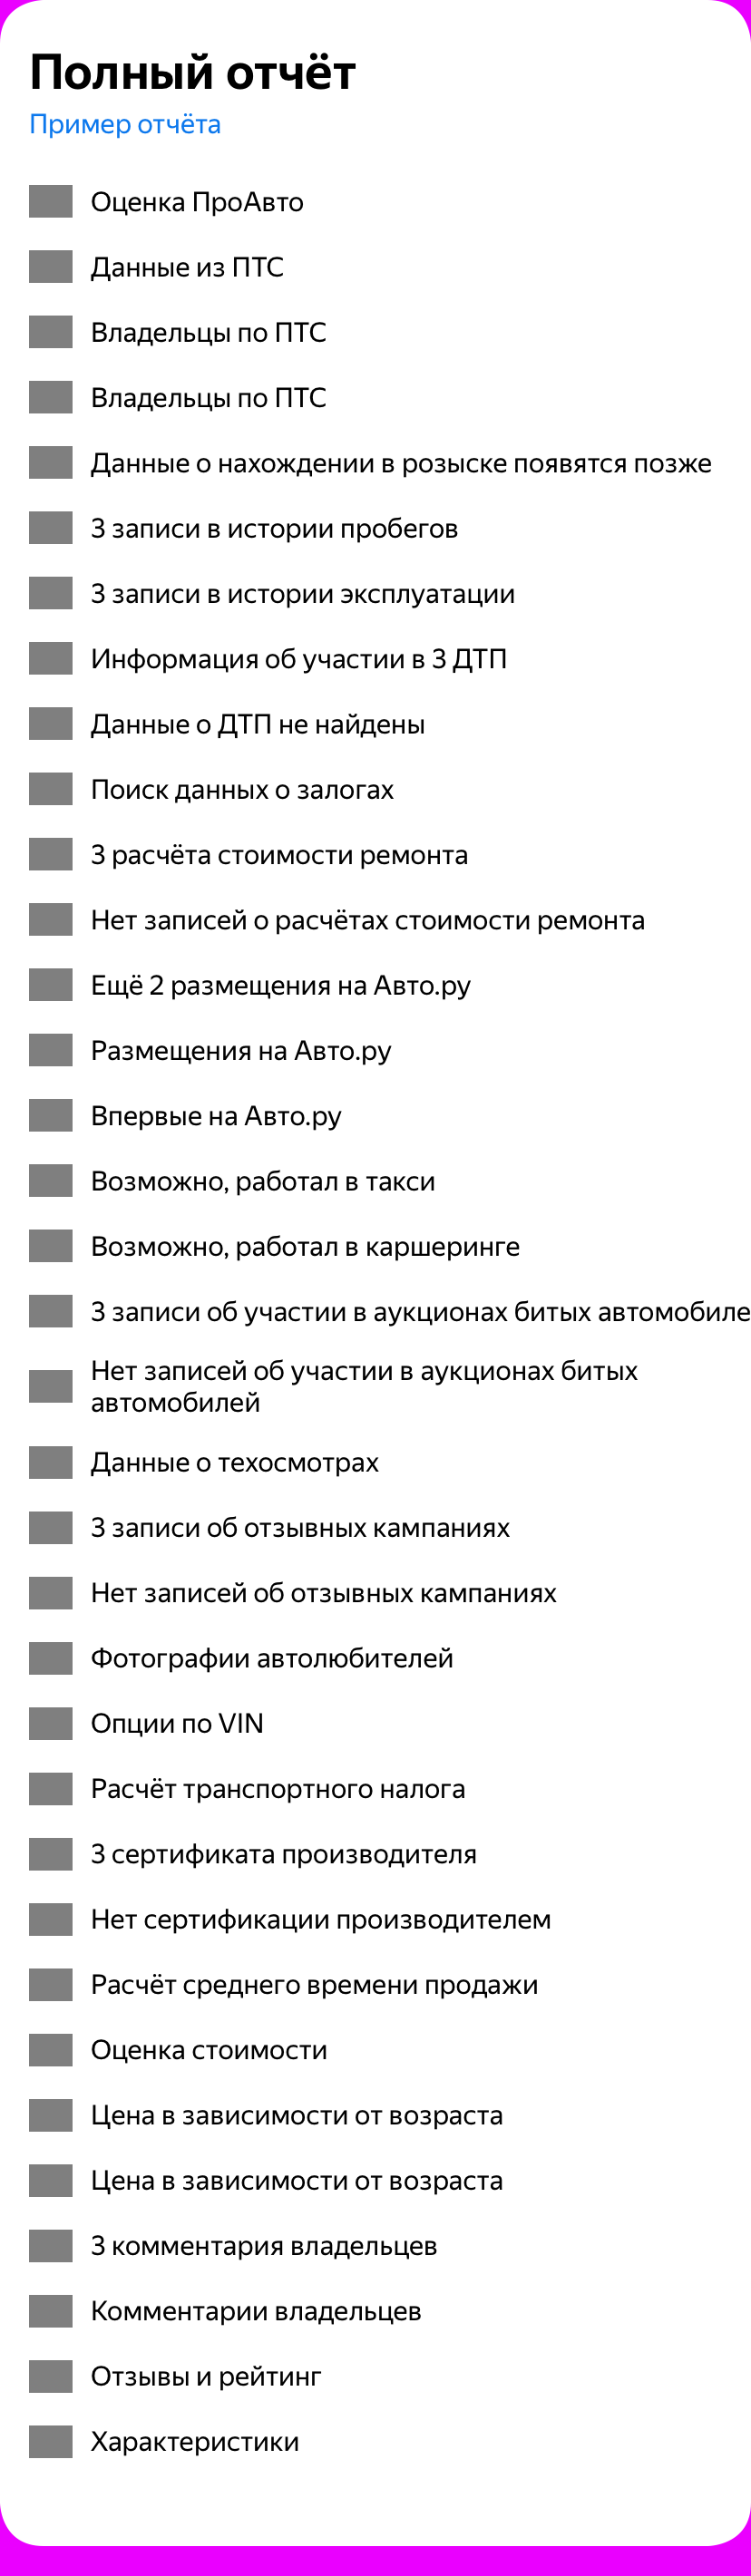 Полный отчёт
Пример отчёта
Оценка ПроАвто
Данные из ПТС
Владельцы по ПТС
Владельцы по ПТС
Данные о нахождении в розыске появятся позже
3 записи в истории пробегов
3 записи в истории эксплуатации
Информация об участии в 3 ДТП
Данные о ДТП не найдены
Поиск данных о залогах
3 расчёта стоимости ремонта
Нет записей о расчётах стоимости ремонта
Ещё 2 размещения на Авто.ру
Размещения на Авто.ру
Впервые на Авто.ру
Возможно, работал в такси
Возможно, работал в каршеринге
3 записи об участии в аукционах битых автомобиле
Нет записей об участии в аукционах битых
автомобилей
Данные о техосмотрах
3 записи об отзывных кампаниях
Нет записей об отзывных кампаниях
Фотографии автолюбителей
Опции по VIN
Расчёт транспортного налога
3 сертификата производителя
Нет сертификации производителем
Расчёт среднего времени продажи
Оценка стоимости
Цена в зависимости от возраста
Цена в зависимости от возраста
3 комментария владельцев
Комментарии владельцев
Отзывы и рейтинг
Характеристики